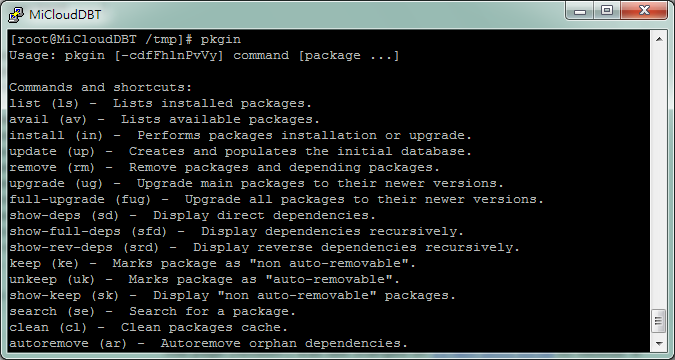 MiCloudDBT
[root@MiCloudDBT /tmp]# pkgin
Usage: pkgin [-cdfFhlnPvVy] command [package ...]
Commands and shortcuts:
list (ls) -  Lists installed packages.
avail (av) -  Lists available packages.
install (in) -  Performs packages installation or upgrade.
update (up) -  Creates and populates the initial database.
remove (rm) -  Remove packages and depending packages.
upgrade (ug) -  Upgrade main packages to their newer versions.
full-upgrade (fug) -  Upgrade all packages to their newer versions.
show-deps (sd) -  Display direct dependencies.
show-full-deps (sfd) -  Display dependencies recursively.
show-rev-deps (srd) -  Display reverse dependencies recursively.
keep (ke) -  Marks package as "non auto-removable".
unkeep (uk) -  Marks package as "auto-removable".
show-keep (sk) -  Display "non auto-removable" packages.
search (se) -  Search for a package.
clean (cl) -  Clean packages cache.
autoremove (ar) -  Autoremove orphan dependencies.